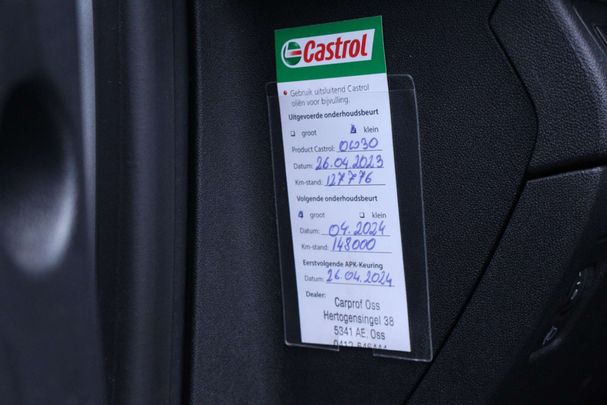 Castrol
Gebruik uitsluitend Castrol
oliën voor bijvulling.
Uitgevoerde onderhoudsbeurt
groot klein
Product Castrol: 0W30
Datum: 26.04.2023
Km-stand: 127776
Volgende onderhoudsbeurt
groot klein
Datum: 04.2024
Km-stand: 148000
Eerstvolgende APK-Keuring
Datum: 26.04.2024
Dealer:
Carprof Oss
Hertogensingel 38
5341 AE, Oss